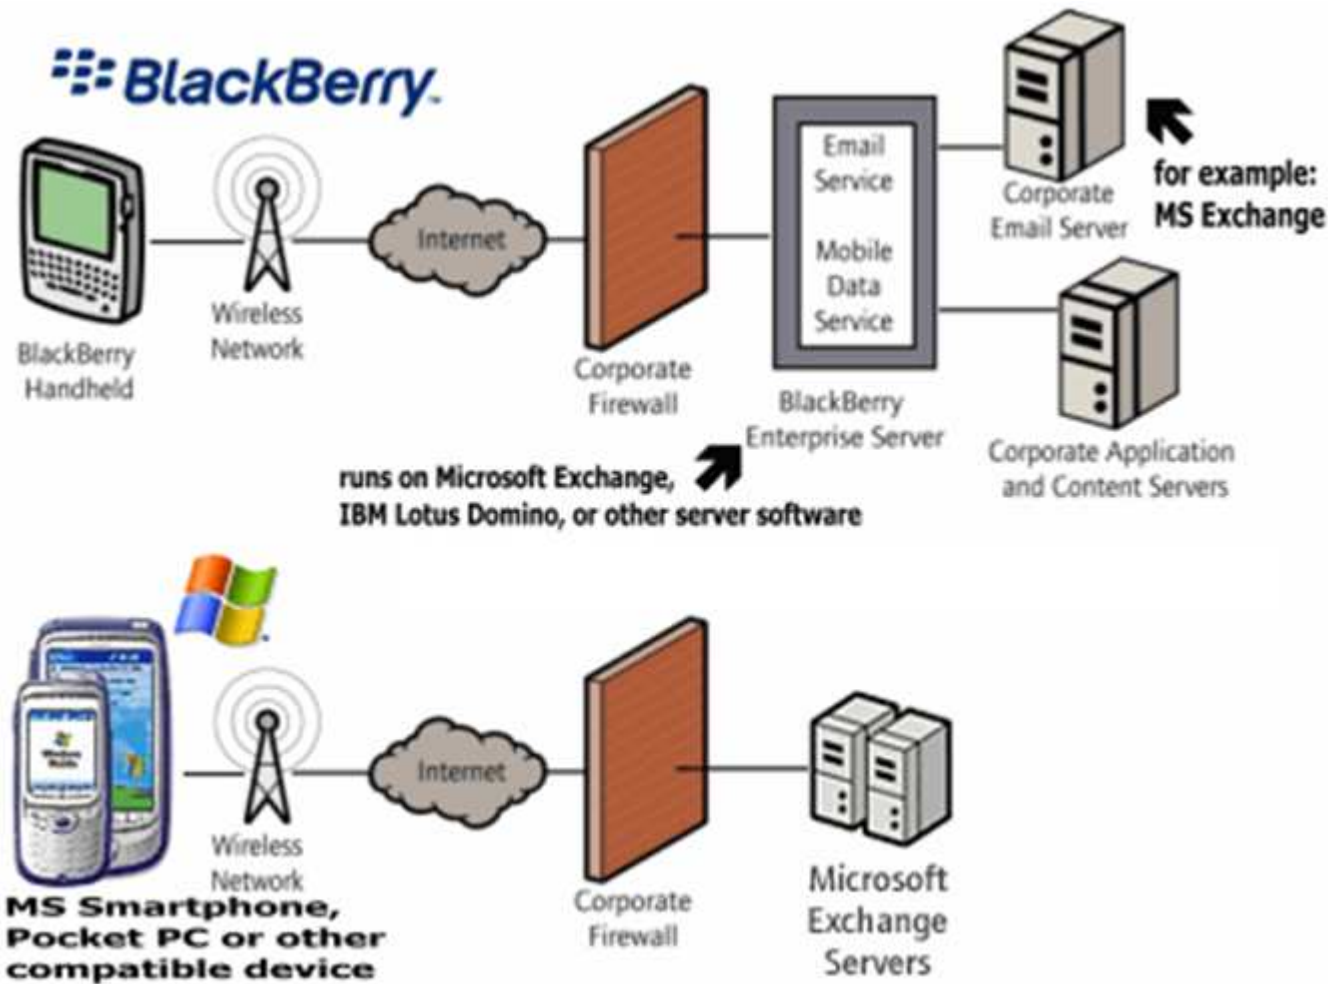 BlackBerry
Email
Service
Mobile
Data
Service
Corporate
Email Server
for example:
MS Exchange
Internet
Wireless
Network
BlackBerry
Handheld
Corporate
Firewall
BlackBerry
Enterprise Server
Corporate Application
and Content Servers
runs on Microsoft Exchange,
IBM Lotus Domino, or other server software
Internet
Wireless
Network
MS Smartphone,
Pocket PC or other
compatible device
Corporate
Firewall
Microsoft
Exchange
Servers